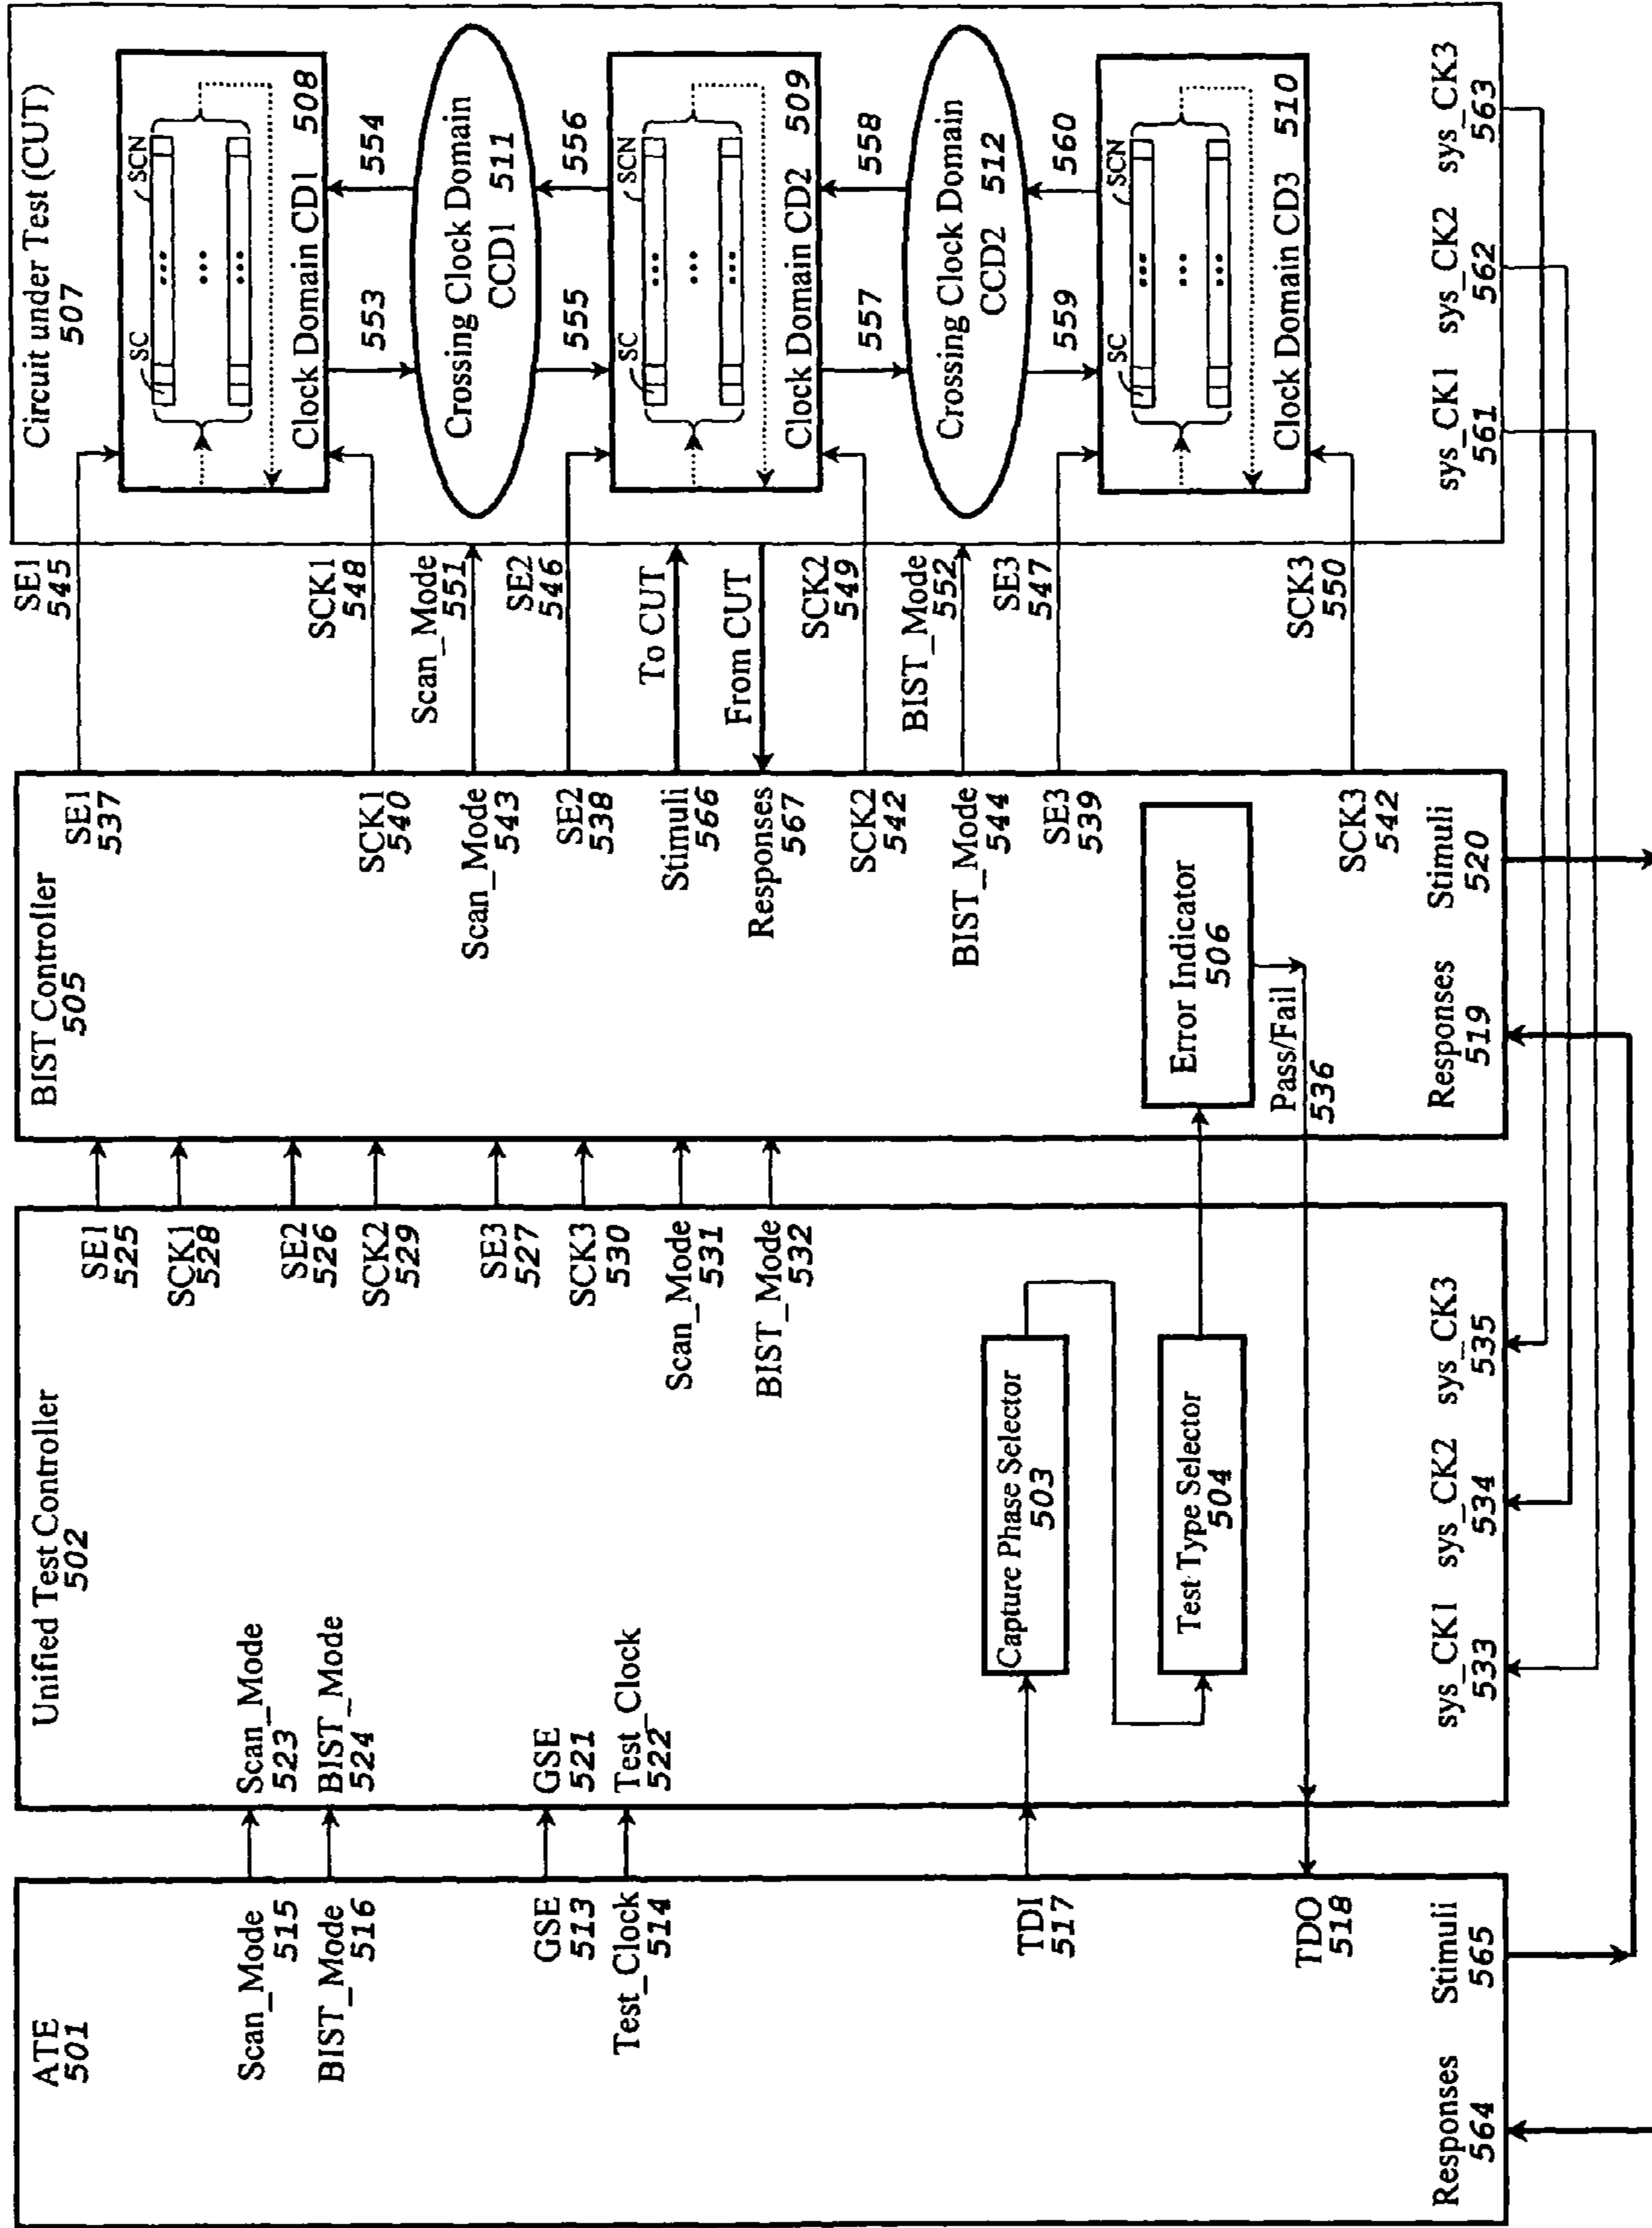 ATE
501
Scan_Mode
515
BIST_Mode
516
GSE
513
Test_Clock
514
TDI
517
TDO
518
Responses
564
Stimuli
565
Unified Test Controller
502
Scan_Mode
523
BIST_Mode
524
GSE
521
Test_Clock
522
SE1
525
SCK1
528
SE2
526
SCK2
529
SE3
527
SCK3
530
Scan_Mode
531
BIST_Mode
532
Capture Phase Selector
503
Test Type Selector
504
sys_CK1
533
sys_CK2
534
sys_CK3
535
BIST Controller
505
SE1
537
SCK1
540
Scan_Mode
543
SE2
538
Stimuli
566
Responses
567
SCK2
542
BIST_Mode
544
SE3
539
SCK3
542
Error Indicator
506
Pass/Fail
536
Responses
519
Stimuli
520
SE1
545
SCK1
548
Scan_Mode
551
SE2
546
To CUT
From CUT
SCK2
549
BIST_Mode
552
SE3
547
SCK3
550
Circuit under Test (CUT)
507
SC
SCN
...
...
...
Clock Domain CD1 508
553
554
Crossing Clock Domain
CCD1 511
555
556
SC
SCN
...
...
...
Clock Domain CD2 509
557
558
Crossing Clock Domain
CCD2 512
559
560
SC
SCN
...
...
...
Clock Domain CD3 510
sys_CK1
561
sys_CK2
562
sys_CK3
563